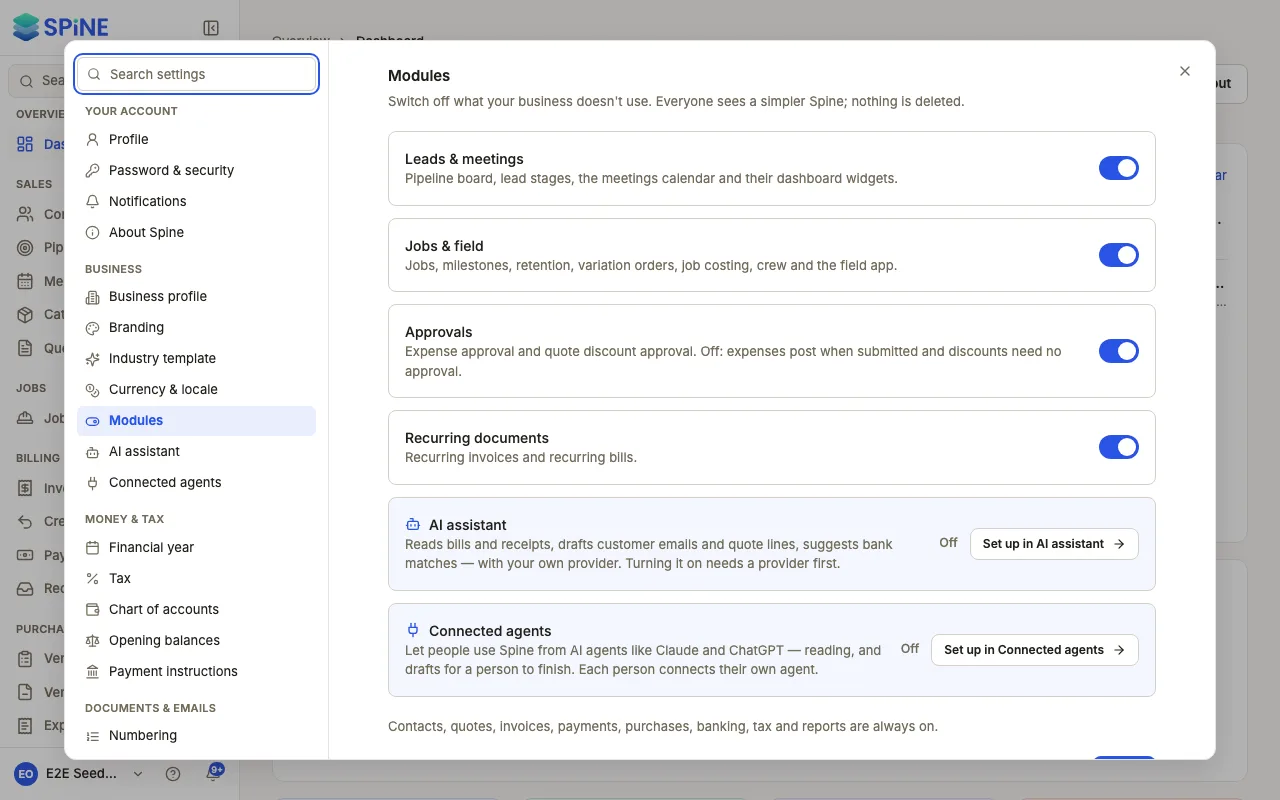 SPiNE
Overview > Dashboard
Search settings
YOUR ACCOUNT
Profile
Password & security
Notifications
About Spine
BUSINESS
Business profile
Branding
Industry template
Currency & locale
Modules
AI assistant
Connected agents
MONEY & TAX
Financial year
Tax
Chart of accounts
Opening balances
Payment instructions
DOCUMENTS & EMAILS
Numbering
Modules
Switch off what your business doesn't use. Everyone sees a simpler Spine; nothing is deleted.
Leads & meetings
Pipeline board, lead stages, the meetings calendar and their dashboard widgets.
Jobs & field
Jobs, milestones, retention, variation orders, job costing, crew and the field app.
Approvals
Expense approval and quote discount approval. Off: expenses post when submitted and discounts need no
approval.
Recurring documents
Recurring invoices and recurring bills.
AI assistant
Reads bills and receipts, drafts customer emails and quote lines, suggests bank
matches — with your own provider. Turning it on needs a provider first.
Off
Set up in AI assistant →
Connected agents
Let people use Spine from AI agents like Claude and ChatGPT — reading, and
drafts for a person to finish. Each person connects their own agent.
Off
Set up in Connected agents →
Contacts, quotes, invoices, payments, purchases, banking, tax and reports are always on.
SALES
JOBS
BILLING
EO
E2E Seed...
9+